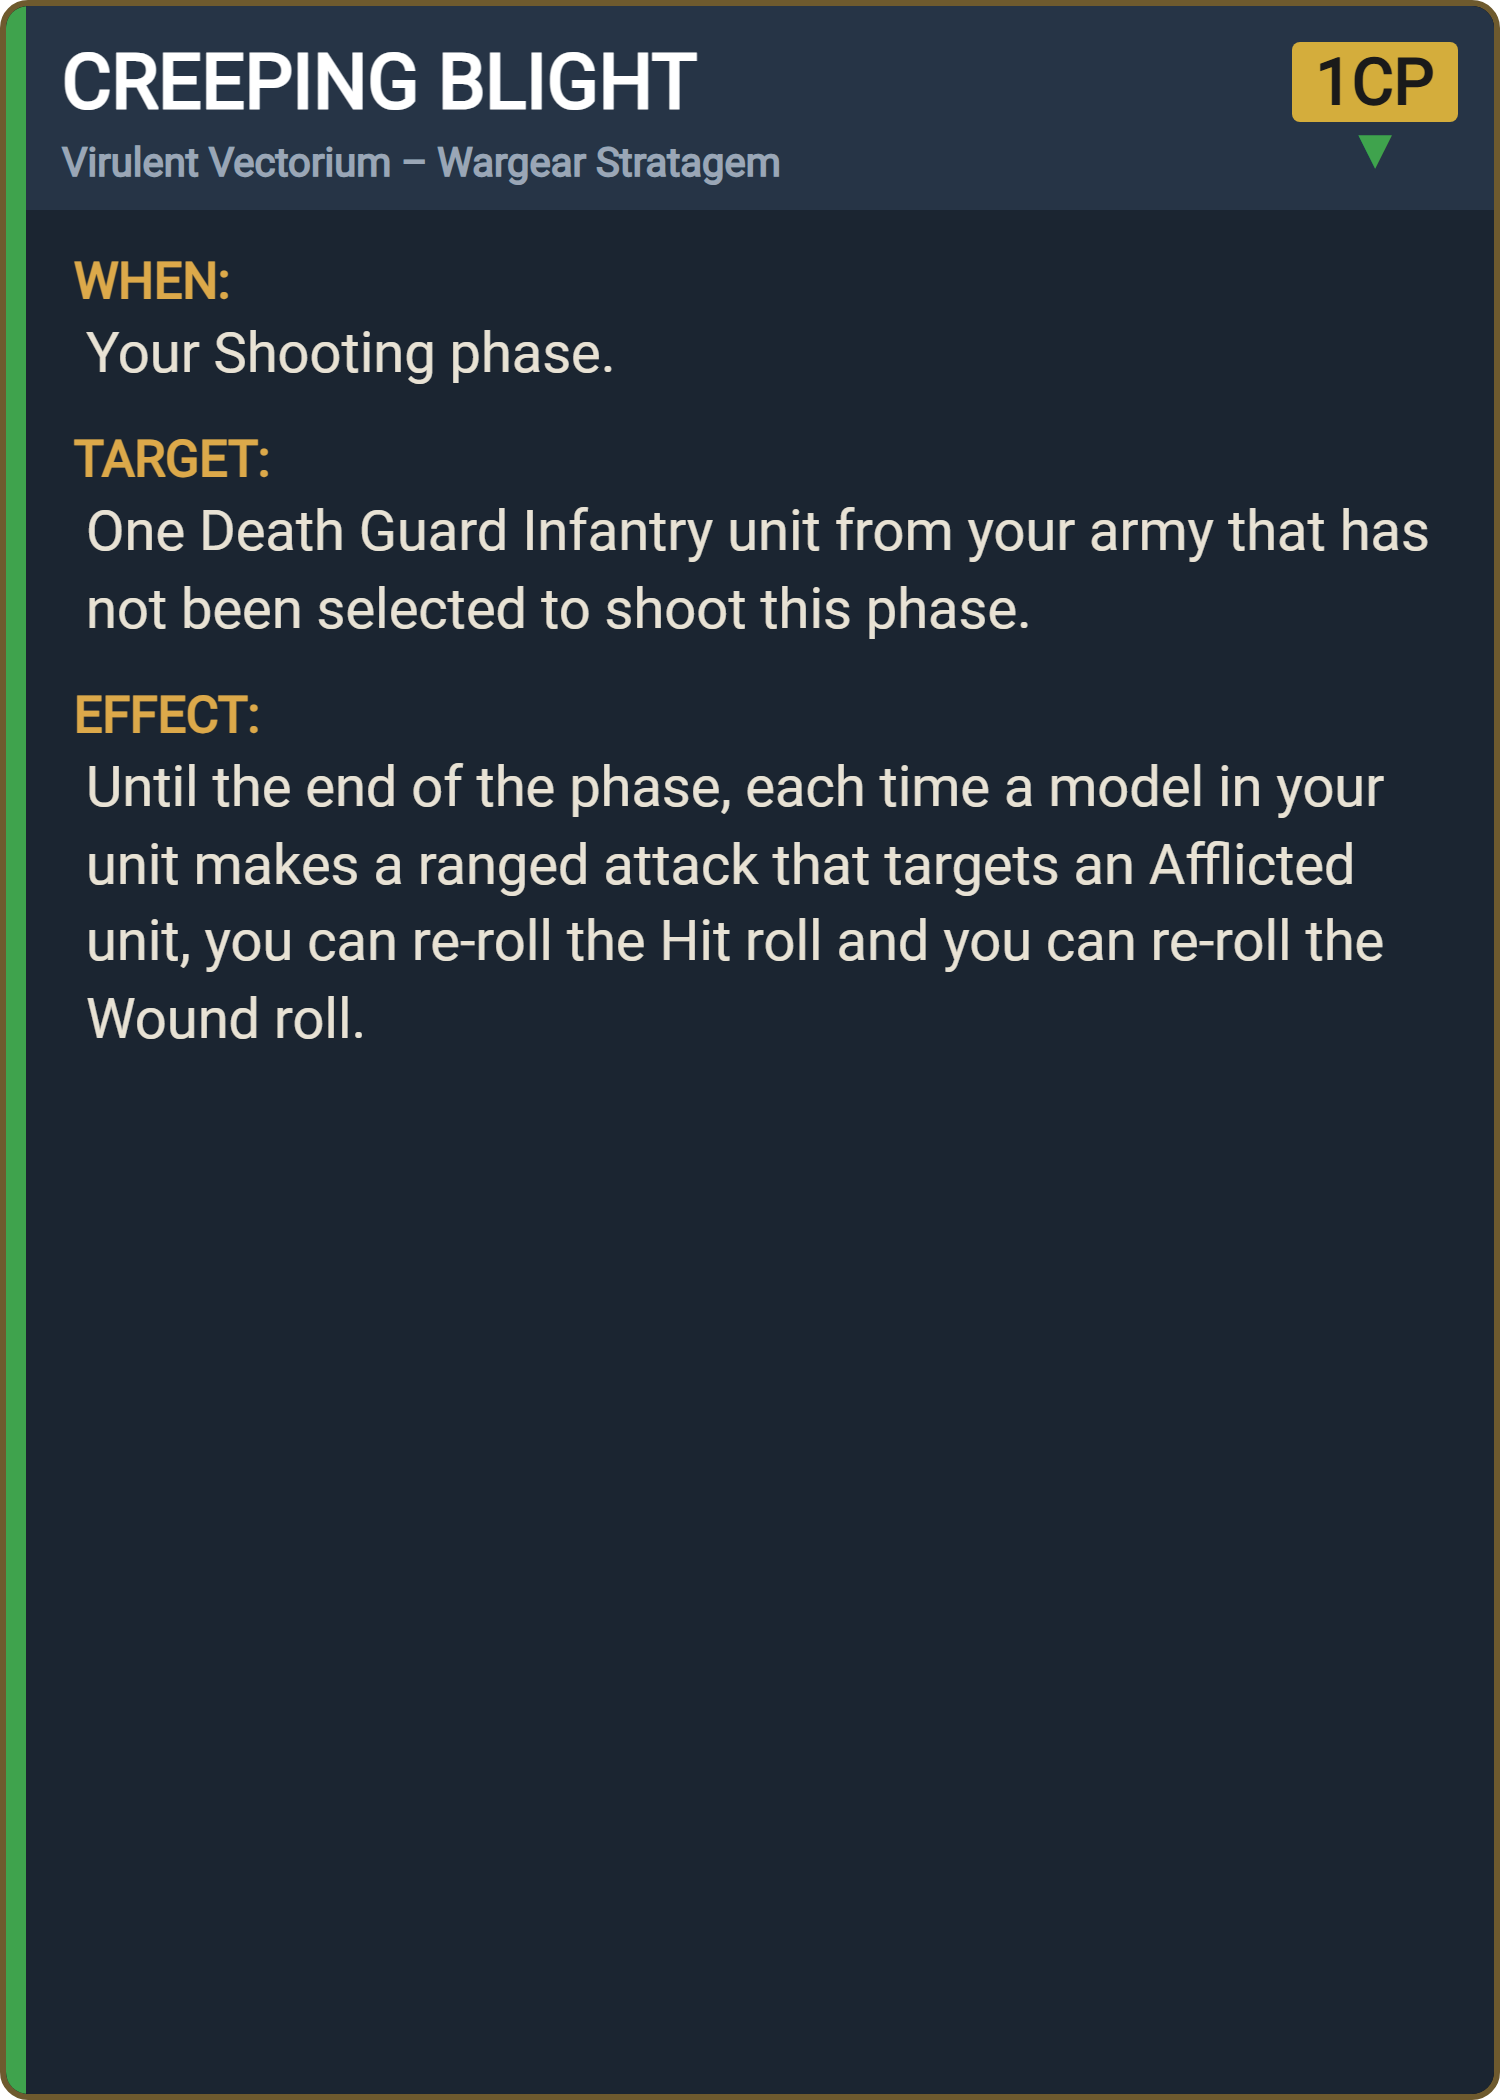 CREEPING BLIGHT
1CP
Virulent Vectorium – Wargear Stratagem
WHEN:
Your Shooting phase.
TARGET:
One Death Guard Infantry unit from your army that has
not been selected to shoot this phase.
EFFECT:
Until the end of the phase, each time a model in your
unit makes a ranged attack that targets an Afflicted
unit, you can re-roll the Hit roll and you can re-roll the
Wound roll.